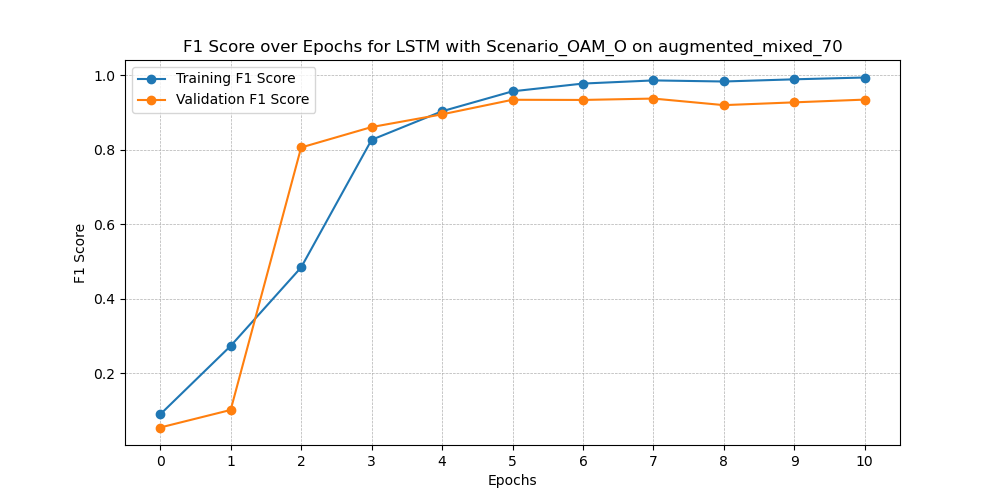 F1 Score over Epochs for LSTM with Scenario_OAM_O on augmented_mixed_70
Training F1 Score
Validation F1 Score
1.0
0.8
0.6
0.4
0.2
F1 Score
0 1 2 3 4 5 6 7 8 9 10
Epochs